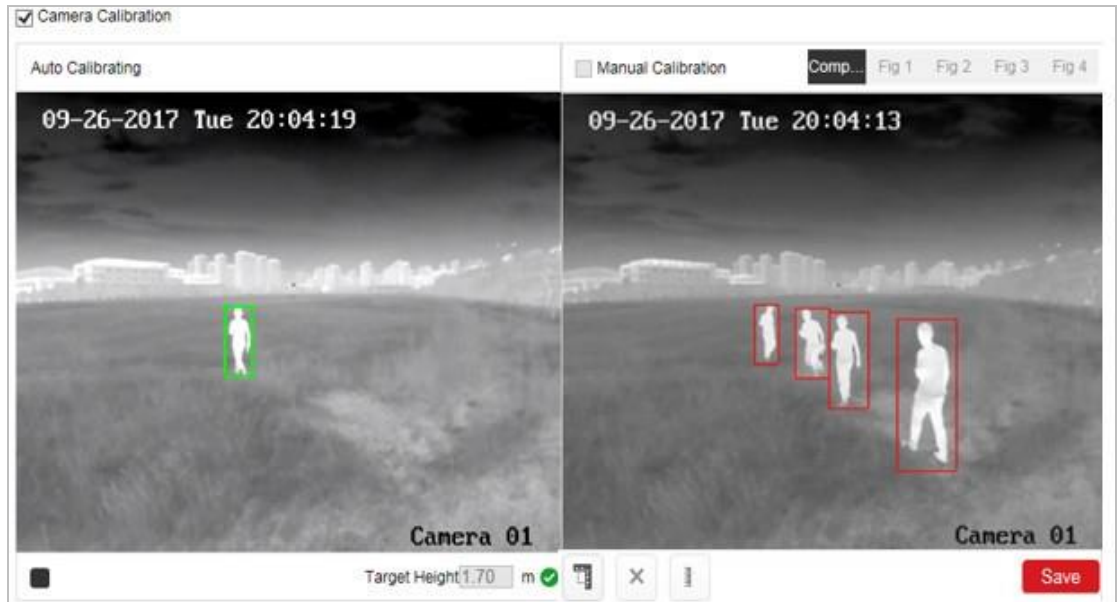 Camera Calibration
Auto Calibrating
Manual Calibration
Comp... Fig 1 Fig 2 Fig 3 Fig 4
09-26-2017 Tue 20:04:19
09-26-2017 Tue 20:04:13
Camera 01
Camera 01
Target Height 1.70 m
Save